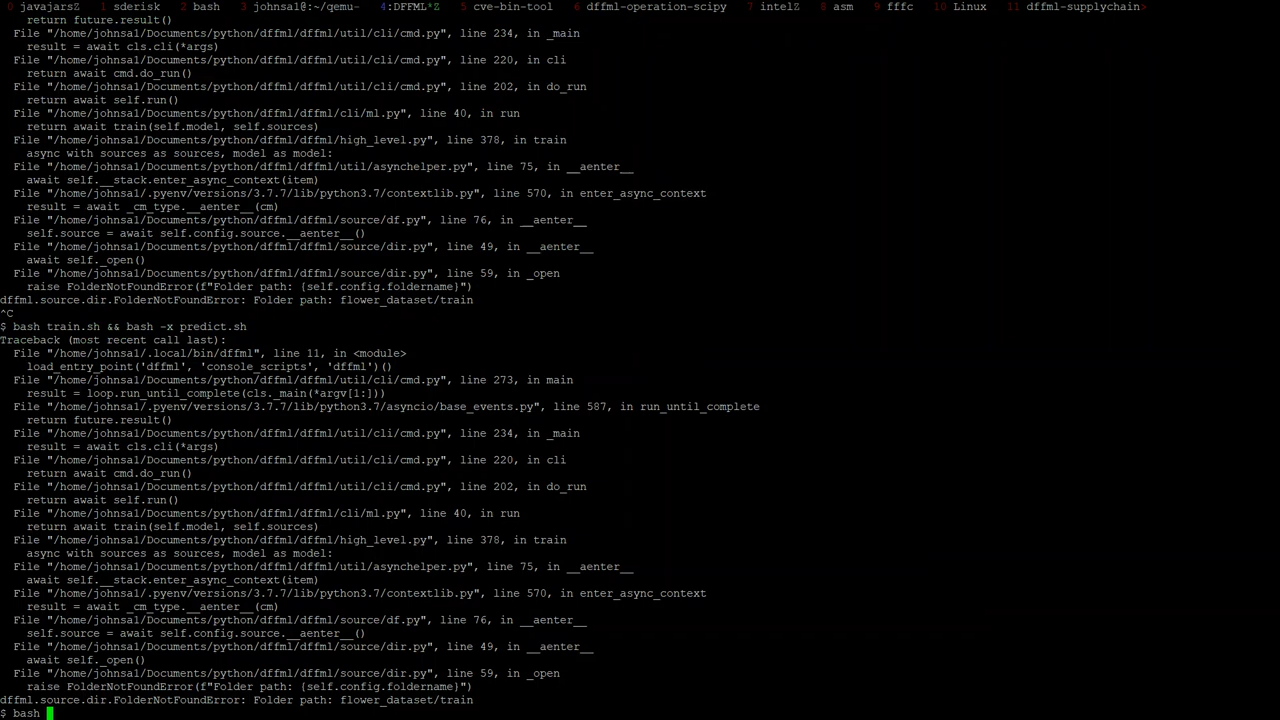 0 javajarsZ 1 sderisk 2 bash 3 johnsa1@:~/qemu- 4:DFFML*Z 5 cve-bin-tool 6 dffml-operation-scipy 7 intelZ 8 asm 9 fffc 10 Linux 11 dffml-supplychain>
return future.result()
File "/home/johnsa1/Documents/python/dffml/dffml/util/cli/cmd.py", line 234, in _main
result = await cls.cli(*args)
File "/home/johnsa1/Documents/python/dffml/dffml/util/cli/cmd.py", line 220, in cli
return await cmd.do_run()
File "/home/johnsa1/Documents/python/dffml/dffml/util/cli/cmd.py", line 202, in do_run
return await self.run()
File "/home/johnsa1/Documents/python/dffml/dffml/cli/ml.py", line 40, in run
return await train(self.model, self.sources)
File "/home/johnsa1/Documents/python/dffml/dffml/high_level.py", line 378, in train
async with sources as sources, model as model:
File "/home/johnsa1/Documents/python/dffml/dffml/util/asynchelper.py", line 75, in __aenter__
await self.__stack.enter_async_context(item)
File "/home/johnsa1/.pyenv/versions/3.7.7/lib/python3.7/contextlib.py", line 570, in enter_async_context
result = await _cm_type.__aenter__(cm)
File "/home/johnsa1/Documents/python/dffml/dffml/source/df.py", line 76, in __aenter__
self.source = await self.config.source.__aenter__()
File "/home/johnsa1/Documents/python/dffml/dffml/source/dir.py", line 49, in __aenter__
await self._open()
File "/home/johnsa1/Documents/python/dffml/dffml/source/dir.py", line 59, in _open
raise FolderNotFoundError(f"Folder path: {self.config.foldername}")
dffml.source.dir.FolderNotFoundError: Folder path: flower_dataset/train
^C
$ bash train.sh && bash -x predict.sh
Traceback (most recent call last):
File "/home/johnsa1/.local/bin/dffml", line 11, in <module>
load_entry_point('dffml', 'console_scripts', 'dffml')()
File "/home/johnsa1/Documents/python/dffml/dffml/util/cli/cmd.py", line 273, in main
result = loop.run_until_complete(cls._main(*argv[1:]))
File "/home/johnsa1/.pyenv/versions/3.7.7/lib/python3.7/asyncio/base_events.py", line 587, in run_until_complete
return future.result()
File "/home/johnsa1/Documents/python/dffml/dffml/util/cli/cmd.py", line 234, in _main
result = await cls.cli(*args)
File "/home/johnsa1/Documents/python/dffml/dffml/util/cli/cmd.py", line 220, in cli
return await cmd.do_run()
File "/home/johnsa1/Documents/python/dffml/dffml/util/cli/cmd.py", line 202, in do_run
return await self.run()
File "/home/johnsa1/Documents/python/dffml/dffml/cli/ml.py", line 40, in run
return await train(self.model, self.sources)
File "/home/johnsa1/Documents/python/dffml/dffml/high_level.py", line 378, in train
async with sources as sources, model as model:
File "/home/johnsa1/Documents/python/dffml/dffml/util/asynchelper.py", line 75, in __aenter__
await self.__stack.enter_async_context(item)
File "/home/johnsa1/.pyenv/versions/3.7.7/lib/python3.7/contextlib.py", line 570, in enter_async_context
result = await _cm_type.__aenter__(cm)
File "/home/johnsa1/Documents/python/dffml/dffml/source/df.py", line 76, in __aenter__
self.source = await self.config.source.__aenter__()
File "/home/johnsa1/Documents/python/dffml/dffml/source/dir.py", line 49, in __aenter__
await self._open()
File "/home/johnsa1/Documents/python/dffml/dffml/source/dir.py", line 59, in _open
raise FolderNotFoundError(f"Folder path: {self.config.foldername}")
dffml.source.dir.FolderNotFoundError: Folder path: flower_dataset/train
$ bash